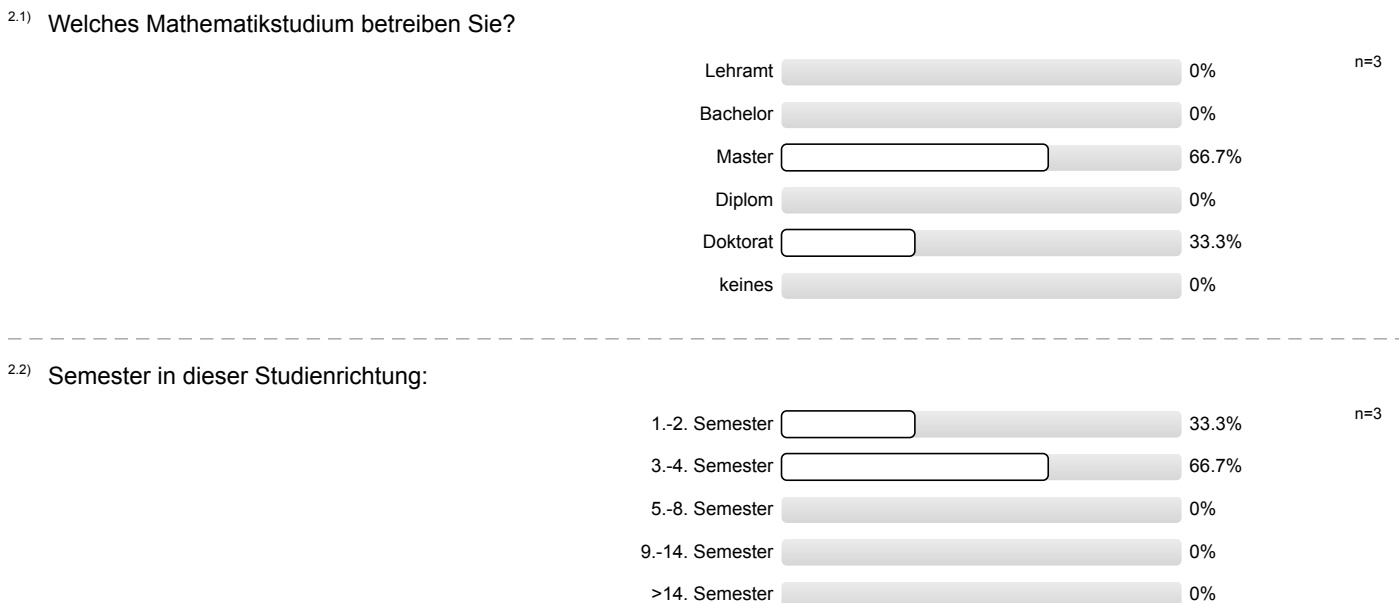 2.1) Welches Mathematikstudium betreiben Sie?
n=3
Lehramt 0%
Bachelor 0%
Master 66.7%
Diplom 0%
Doktorat 33.3%
keines 0%
2.2) Semester in dieser Studienrichtung:
n=3
1.-2. Semester 33.3%
3.-4. Semester 66.7%
5.-8. Semester 0%
9.-14. Semester 0%
>14. Semester 0%